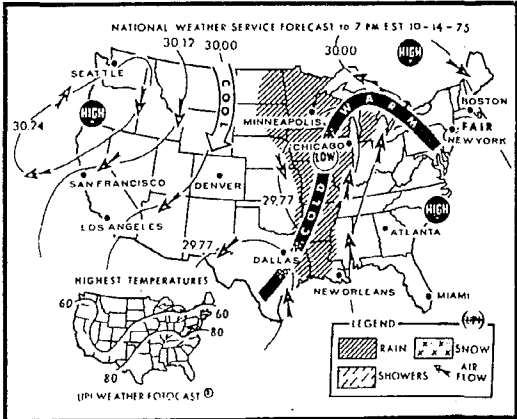 NATIONAL WEATHER SERVICE FORECAST to 7 PM EST 10-14-75
30.12
30.00
30.00
HIGH
SEATTLE
COOL
WARM
BOSTON
MINNEAPOLIS
FAIR
30.24
HIGH
NEW YORK
CHICAGO
LOW
SAN FRANCISCO
DENVER
29.77
COLD
HIGH
LOS ANGELES
ATLANTA
29.77
DALLAS
HIGHEST TEMPERATURES
NEW ORLEANS
MIAMI
60
60
80
80
LEGEND
UPI
RAIN
SNOW
SHOWERS
AIR
FLOW
UPI WEATHER FOTOCAST ®